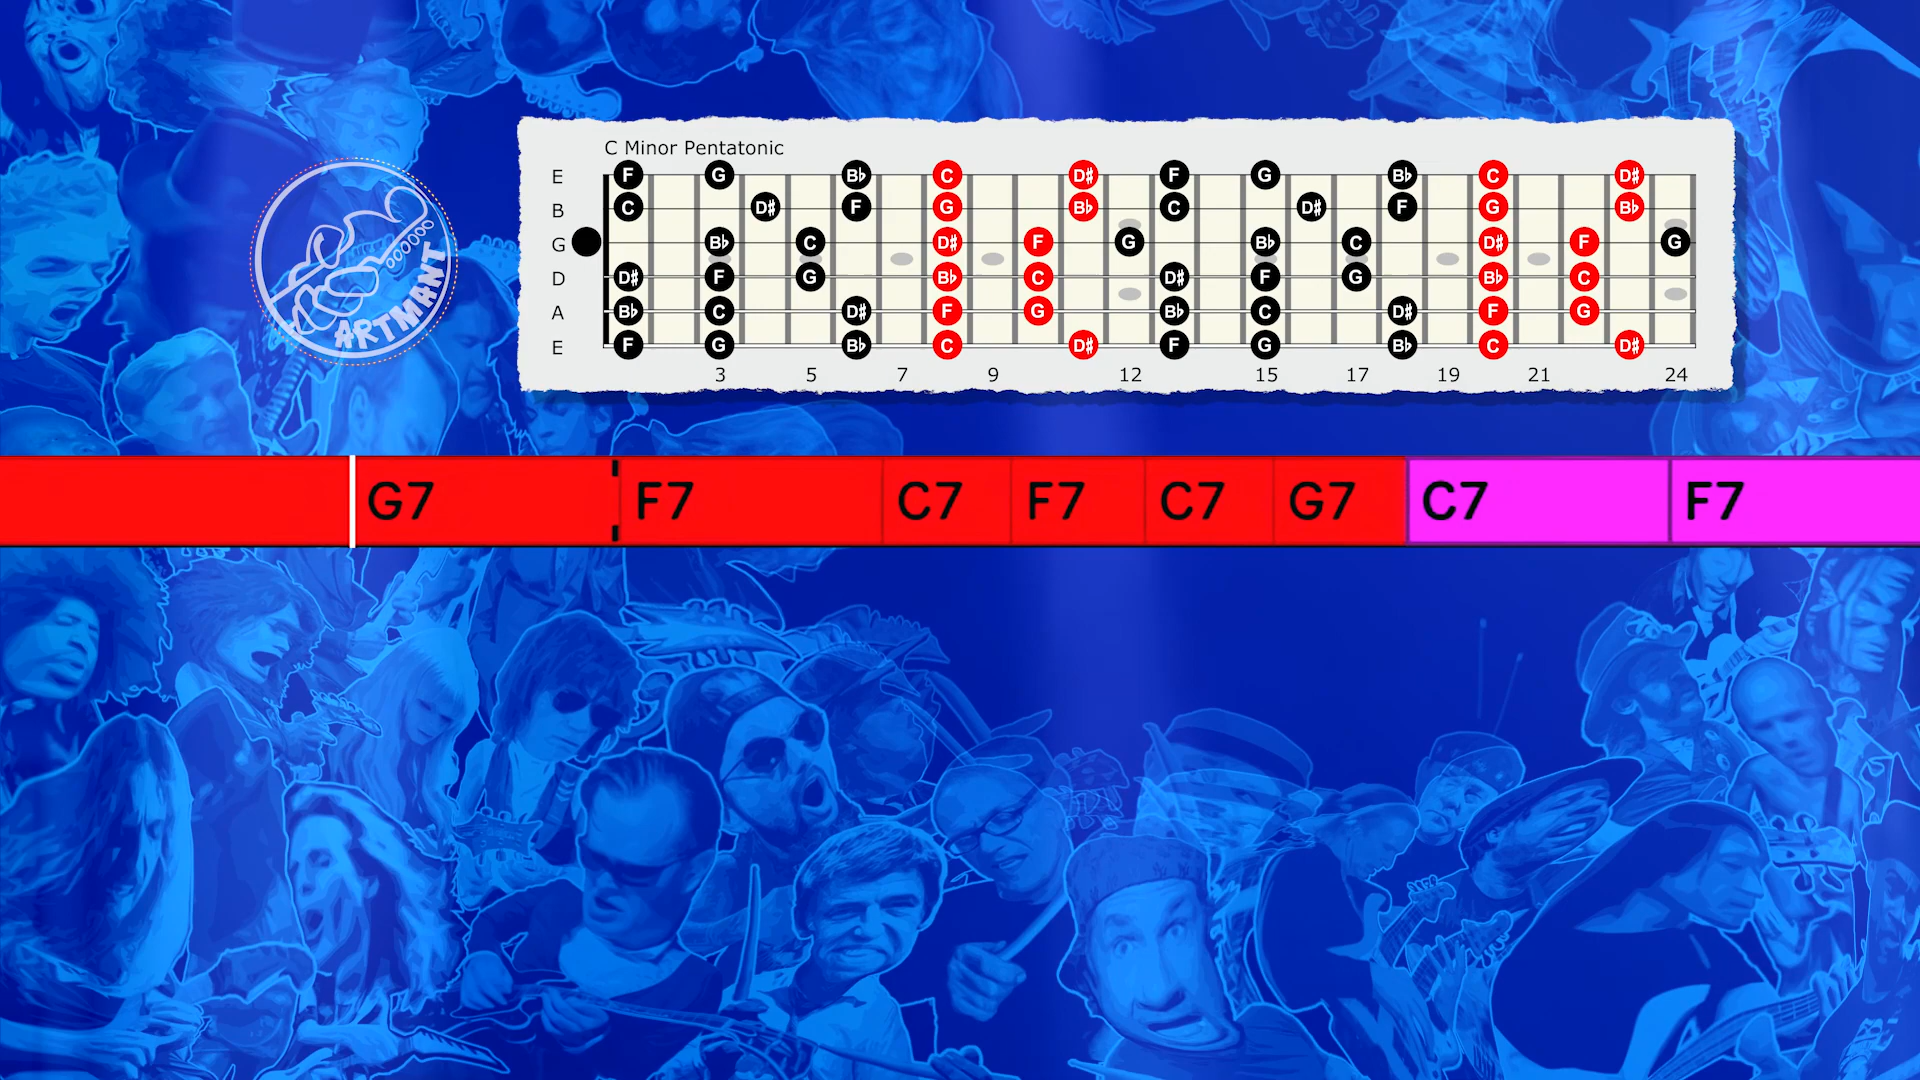 C Minor Pentatonic
E F G B♭ C D♯ F G B♭ C D♯
B C D♯ F G B♭ C D♯ F G B♭
G B♭ C D♯ F G B♭ C D♯ F G
D D♯ F G B♭ C D♯ F G B♭ C
A B♭ C D♯ F G B♭ C D♯ F G
E F G B♭ C D♯ F G B♭ C D♯
3 5 7 9 12 15 17 19 21 24
ARTMANT
G7 F7 C7 F7 C7 G7 C7 F7